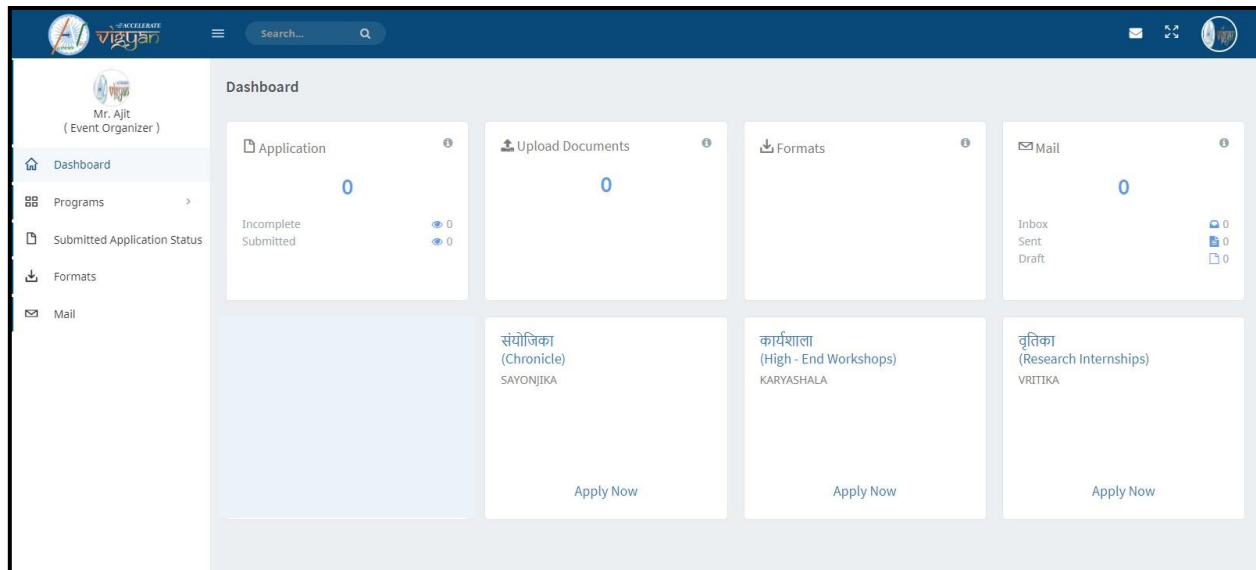 ACCELERATE
vigyan
Search...
Mr. Ajit
( Event Organizer )
Dashboard
Programs
Submitted Application Status
Formats
Mail
Dashboard
Application
0
Incomplete 0
Submitted 0
Upload Documents
0
Formats
Mail
0
Inbox 0
Sent 0
Draft 0
संयोजिका
(Chronicle)
SAYONJIKA
Apply Now
कार्यशाला
(High - End Workshops)
KARYASHALA
Apply Now
वृतिका
(Research Internships)
VRITIKA
Apply Now